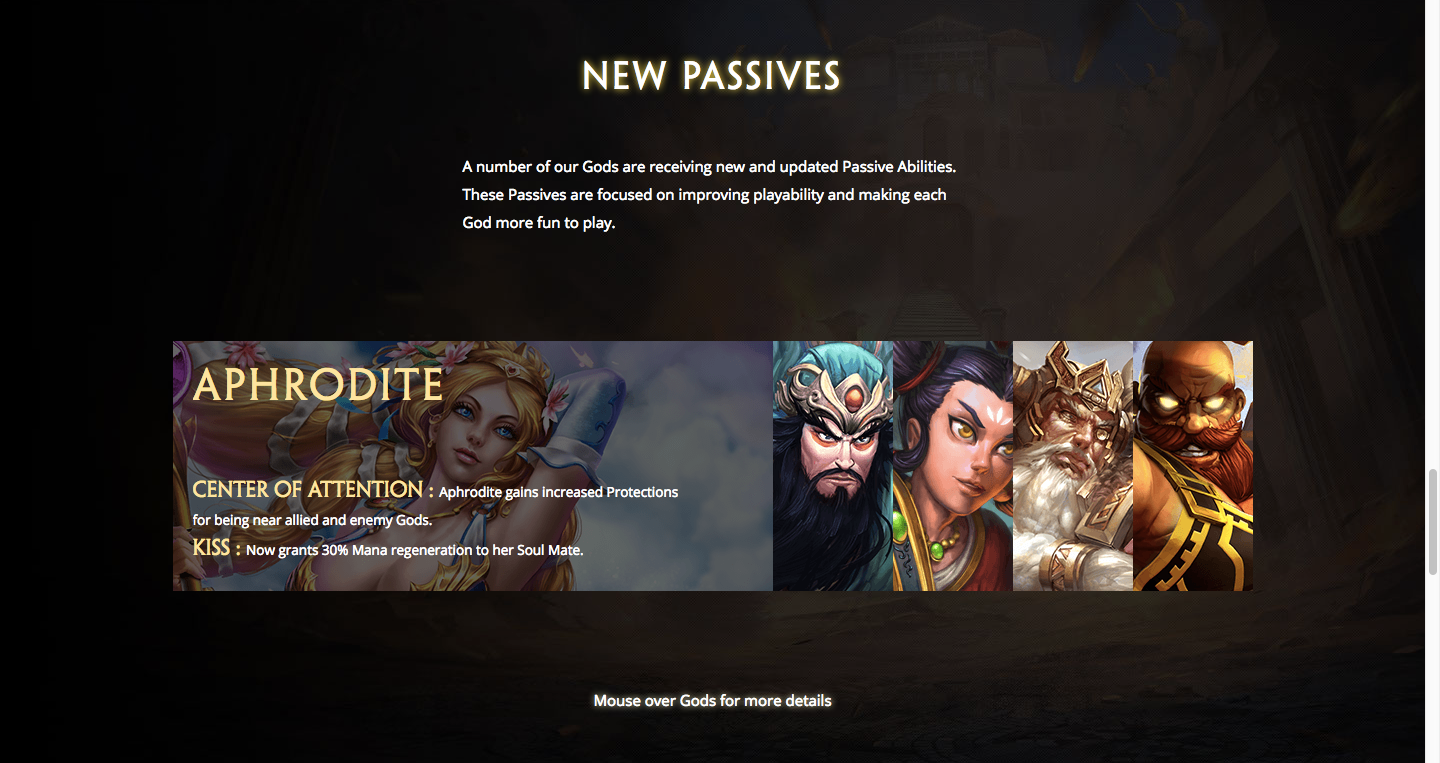 NEW PASSIVES
A number of our Gods are receiving new and updated Passive Abilities.
These Passives are focused on improving playability and making each
God more fun to play.
APHRODITE
CENTER OF ATTENTION : Aphrodite gains increased Protections
for being near allied and enemy Gods.
KISS : Now grants 30% Mana regeneration to her Soul Mate.
Mouse over Gods for more details